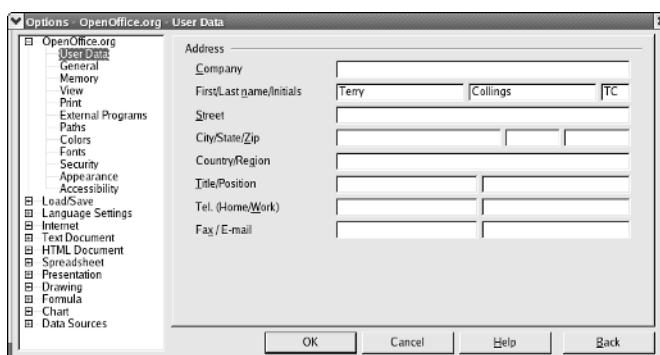 Options - OpenOffice.org - User Data
OpenOffice.org
User Data
General
Memory
View
Print
External Programs
Paths
Colors
Fonts
Security
Appearance
Accessibility
Load/Save
Language Settings
Internet
Text Document
HTML Document
Spreadsheet
Presentation
Drawing
Formula
Chart
Data Sources
Address
Company
First/Last name/Initials Terry Collings TC
Street
City/State/Zip
Country/Region
Title/Position
Tel. (Home/Work)
Fax / E-mail
OK Cancel Help Back